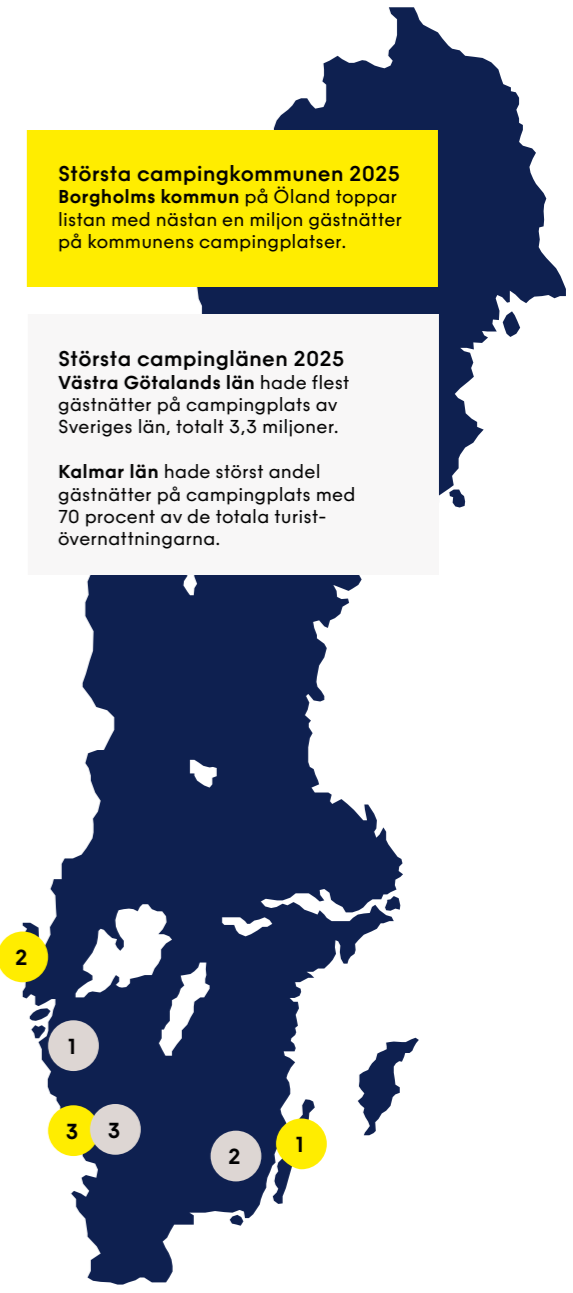 Största campingkommunen 2025
Borgholms kommun på Öland toppar
listan med nästan en miljon gästnätter
på kommunens campingplatser.
Största campinglänen 2025
Västra Götalands län hade flest
gästnätter på campingplats av
Sveriges län, totalt 3,3 miljoner.
Kalmar län hade störst andel
gästnätter på campingplats med
70 procent av de totala turist-
övernattningarna.
2
1
3
3
2
1